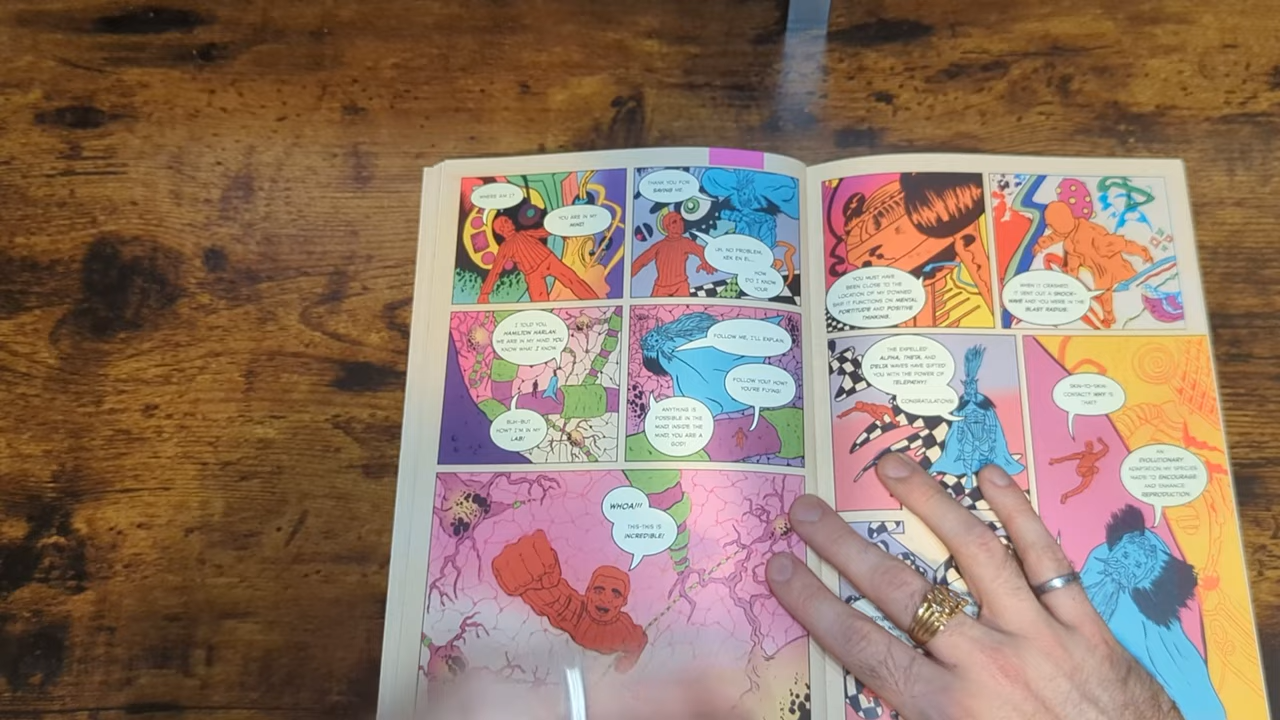 WHERE AM I?
YOU ARE IN MY
MIND!
THANK YOU FOR
SAVING ME!
UH, NO PROBLEM,
KEK EN EL...
HOW
DO I KNOW
YOU?
I TOLD YOU,
HAMILTON HARLAN,
WE ARE IN MY MIND. YOU
KNOW WHAT I KNOW.
BUH-BUT
HOW? I'M IN MY
LAB!
FOLLOW ME, I'LL EXPLAIN.
FOLLOW YOU? HOW?
YOU'RE FLYING!
ANYTHING IS
POSSIBLE IN THE
MIND. INSIDE THE
MIND, YOU ARE A
GOD!
WHOA!!!
THIS-THIS IS
INCREDIBLE!
YOU MUST HAVE
BEEN CLOSE TO THE
LOCATION OF MY DOWNED
SHIP. IT FUNCTIONS ON MENTAL
FORTITUDE AND POSITIVE
THINKING.
WHEN IT CRASHED,
IT SENT OUT A SHOCK-
WAVE AND YOU WERE IN THE
BLAST RADIUS.
THE EXPELLED
ALPHA, THETA, AND
DELTA WAVES HAVE GIFTED
YOU WITH THE POWER OF
TELEPATHY!
CONGRATULATIONS!
SKIN-TO-SKIN
CONTACT? WHY IS
THAT?
AN
EVOLUTIONARY
ADAPTATION MY SPECIES
MADE TO ENCOURAGE
AND ENHANCE
REPRODUCTION.